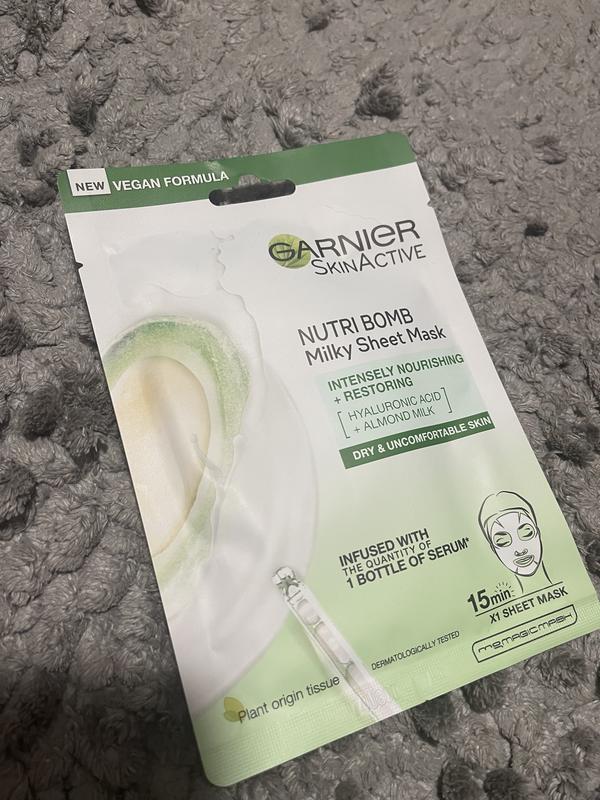 NEW VEGAN FORMULA
GARNIER
SKINACTIVE
NUTRI BOMB
Milky Sheet Mask
INTENSELY NOURISHING
+ RESTORING
[ HYALURONIC ACID
+ ALMOND MILK ]
DRY & UNCOMFORTABLE SKIN
INFUSED WITH
THE QUANTITY OF
1 BOTTLE OF SERUM*
15min
X1 SHEET MASK
DERMATOLOGICALLY TESTED
Plant origin tissue